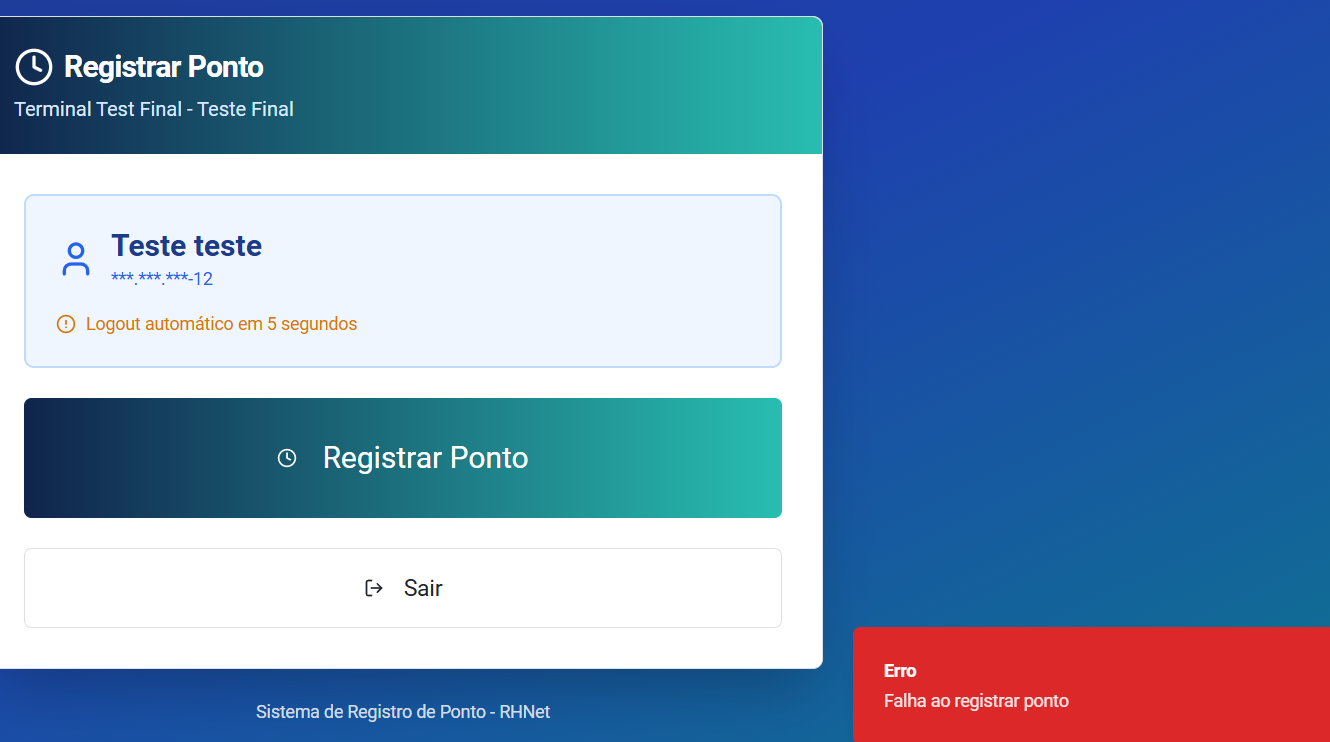 Registrar Ponto
Terminal Test Final - Teste Final
Teste teste
***.***.***-12
Logout automático em 5 segundos
Registrar Ponto
Sair
Sistema de Registro de Ponto - RHNet
Erro
Falha ao registrar ponto